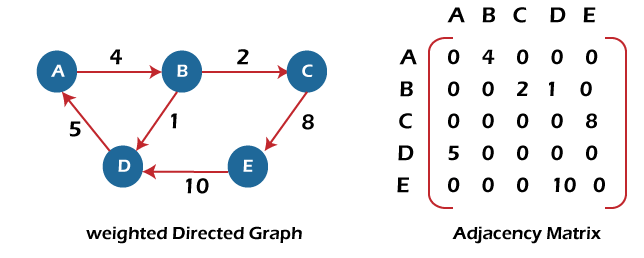 A B C D E
4 2
A B C
A 0 4 0 0 0
B 0 0 2 1 0
5 1 8
C 0 0 0 0 8
D E
D 5 0 0 0 0
10
E 0 0 0 10 0
weighted Directed Graph
Adjacency Matrix